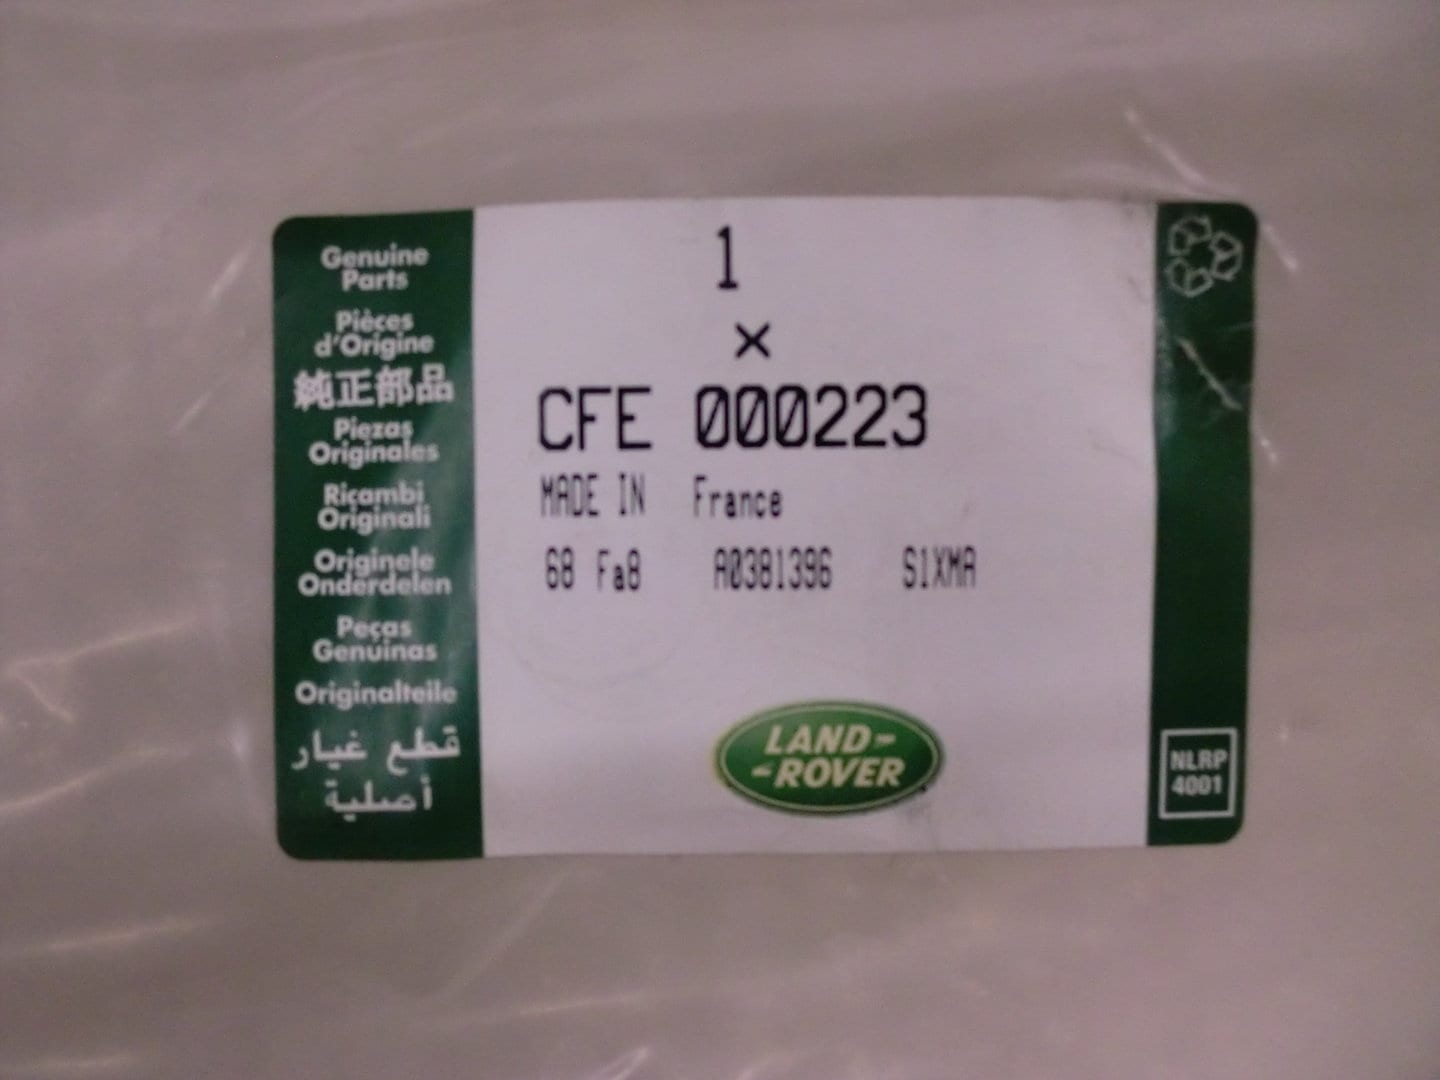 Genuine
Parts
Pièces
d'Origine
純正部品
Piezas
Originales
Ricambi
Originali
Originele
Onderdelen
Peças
Genuinas
Originalteile
قطع غيار
أصلية
1
×
CFE 000223
MADE IN France
68 Fa8 A0381396 S1XMA
LAND-
-ROVER
NLRP
4001